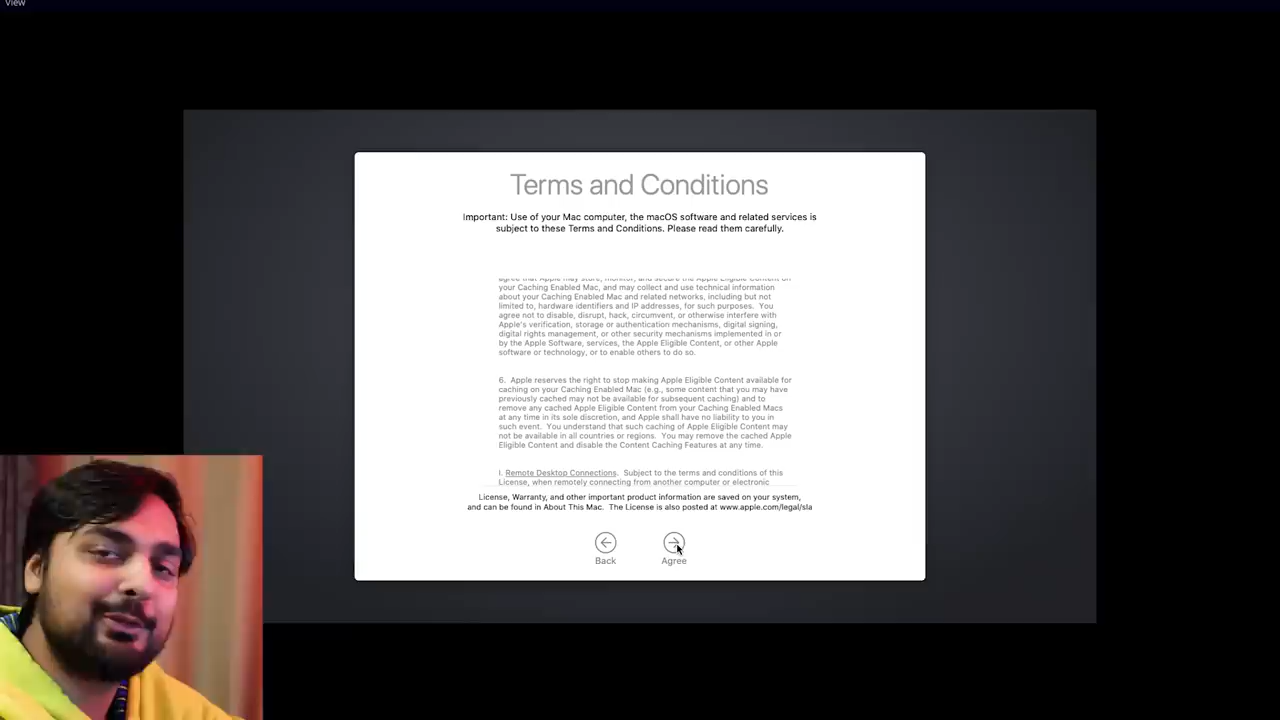 View
Terms and Conditions
Important: Use of your Mac computer, the macOS software and related services is
subject to these Terms and Conditions. Please read them carefully.
agree that Apple may store, monitor, and secure the Apple Eligible Content on
your Caching Enabled Mac, and may collect and use technical information
about your Caching Enabled Mac and related networks, including but not
limited to, hardware identifiers and IP addresses, for such purposes. You
agree not to disable, disrupt, hack, circumvent, or otherwise interfere with
Apple's verification, storage or authentication mechanisms, digital signing,
digital rights management, or other security mechanisms implemented in or
by the Apple Software, services, the Apple Eligible Content, or other Apple
software or technology, or to enable others to do so.
6. Apple reserves the right to stop making Apple Eligible Content available for
caching on your Caching Enabled Mac (e.g., some content that you may have
previously cached may not be available for subsequent caching) and to
remove any cached Apple Eligible Content from your Caching Enabled Macs
at any time in its sole discretion, and Apple shall have no liability to you in
such event. You understand that such caching of Apple Eligible Content may
not be available in all countries or regions. You may remove the cached Apple
Eligible Content and disable the Content Caching Features at any time.
I. Remote Desktop Connections. Subject to the terms and conditions of this
License, when remotely connecting from another computer or electronic
License, Warranty, and other important product information are saved on your system,
and can be found in About This Mac. The License is also posted at www.apple.com/legal/sla
Back
Agree